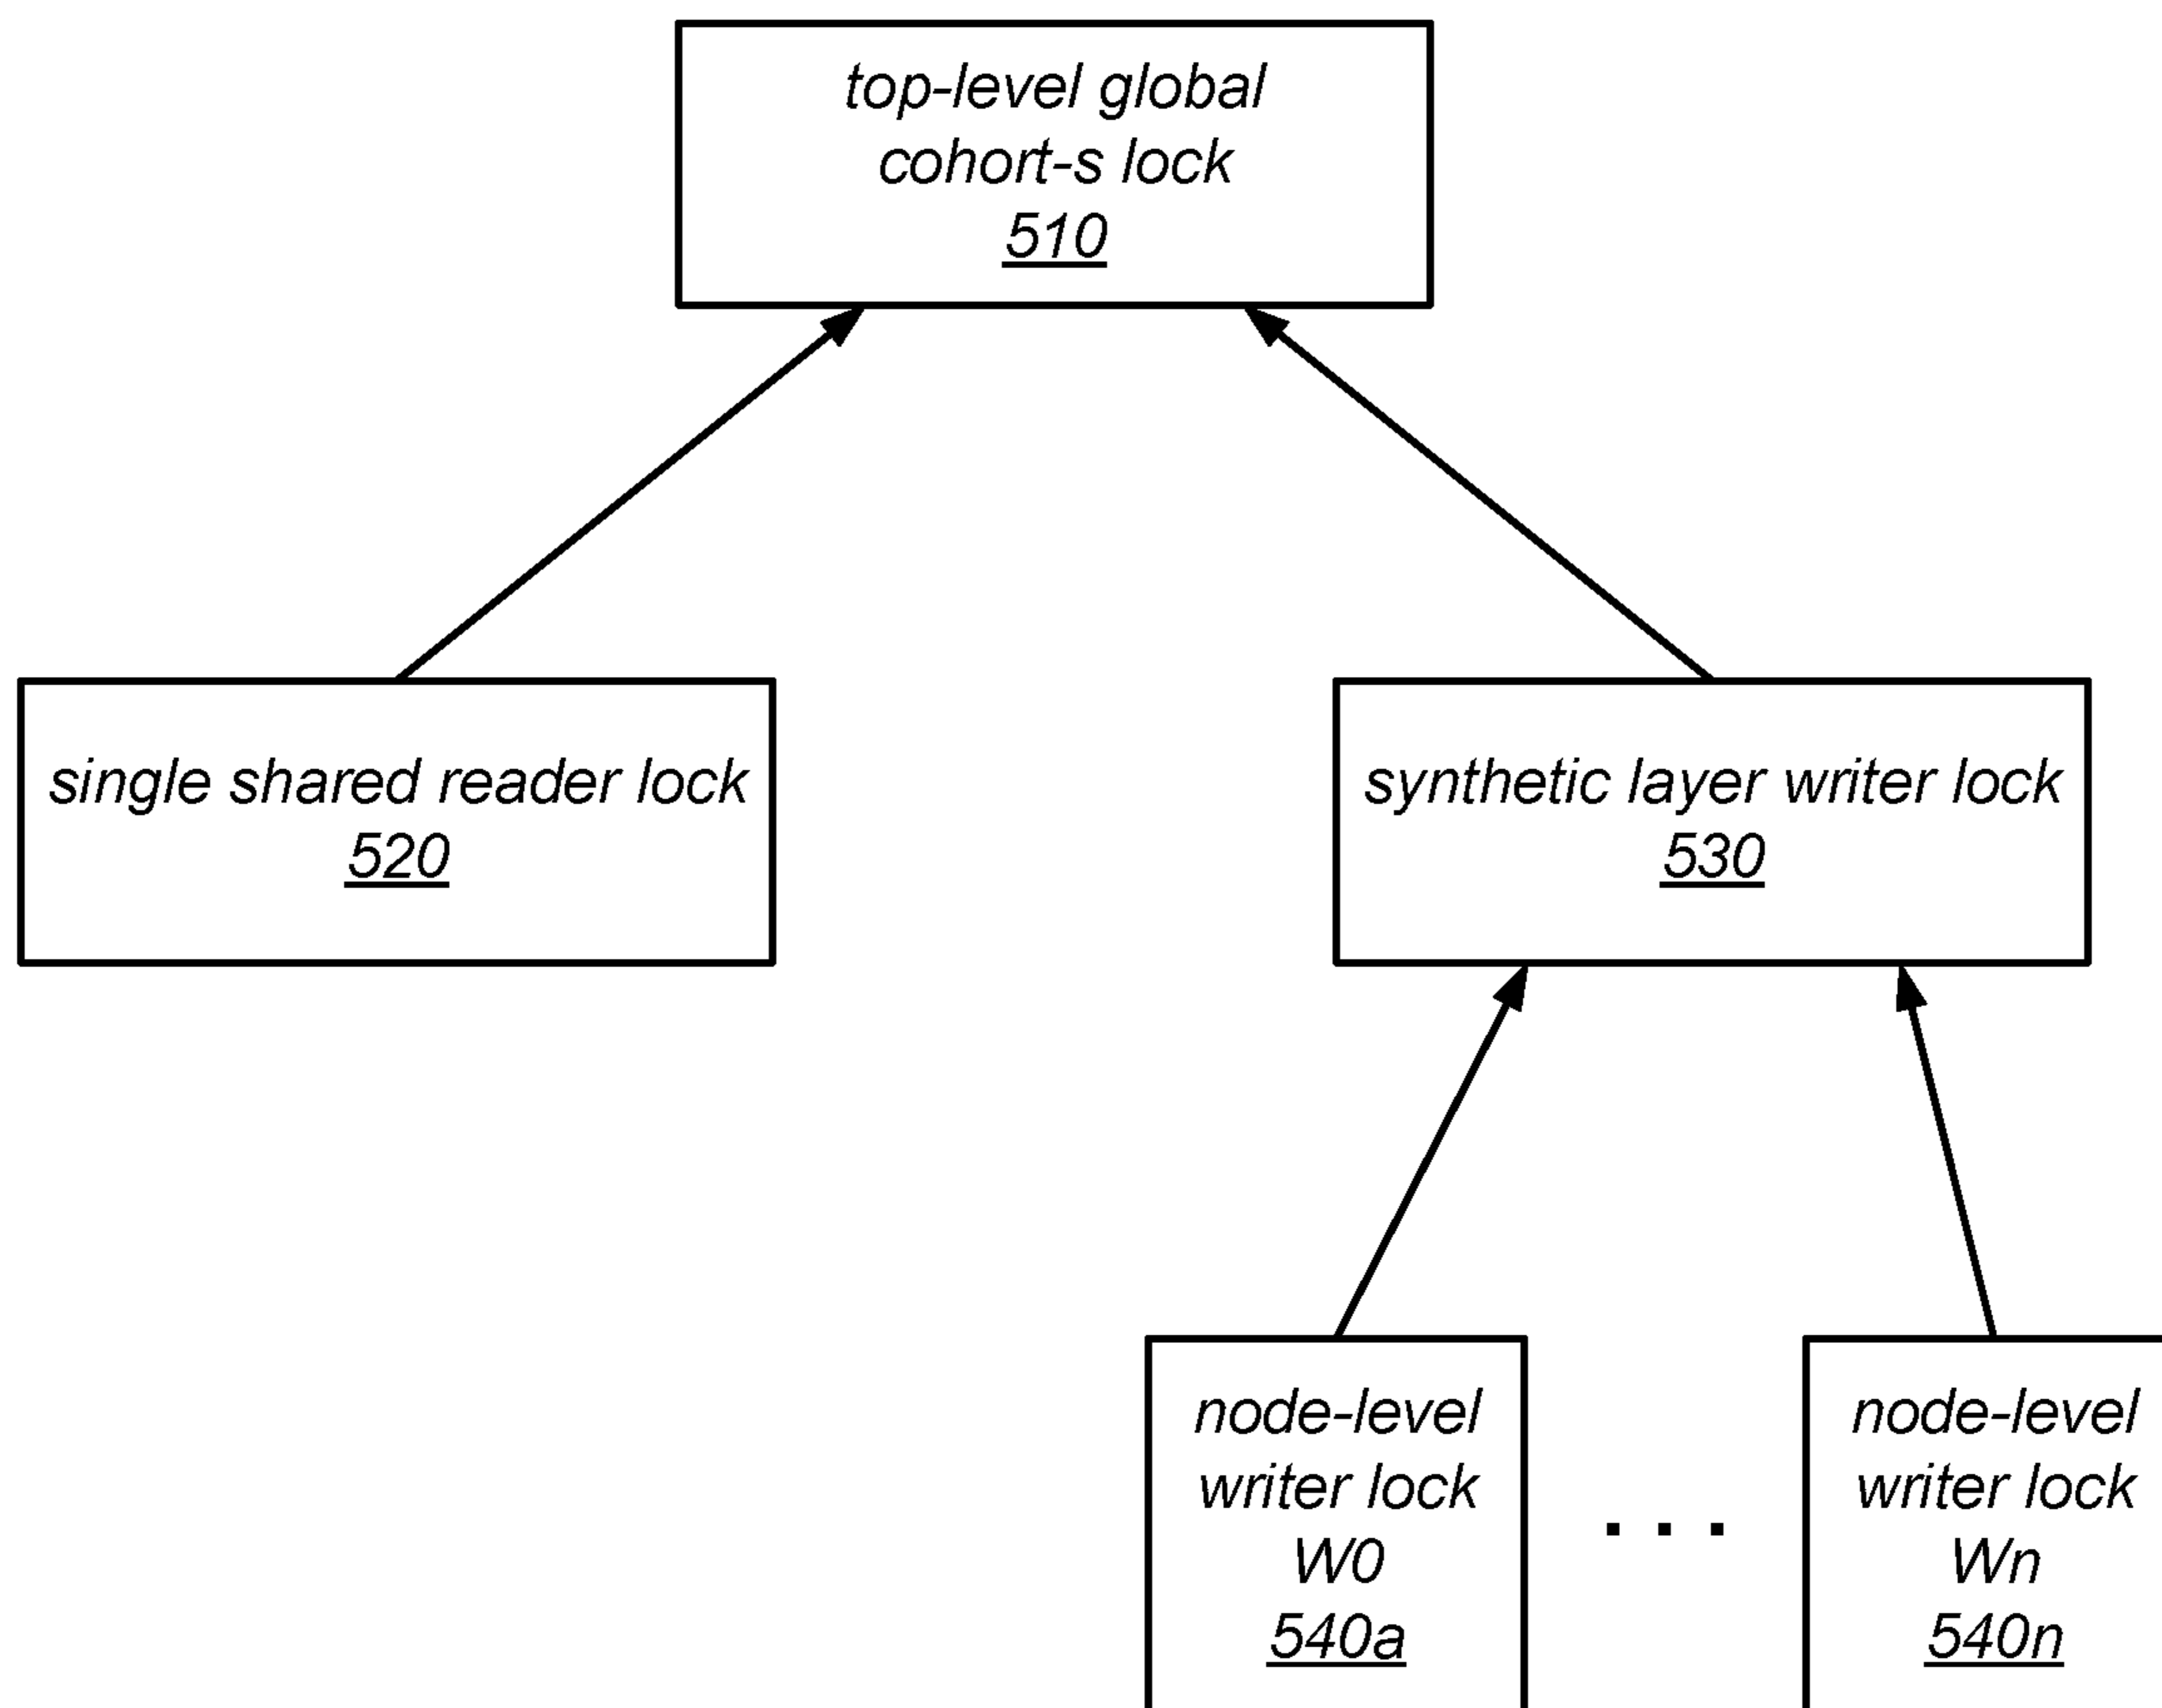 top-level global
cohort-s lock
510
single shared reader lock
520
synthetic layer writer lock
530
node-level
writer lock
W0
540a
. . .
node-level
writer lock
Wn
540n